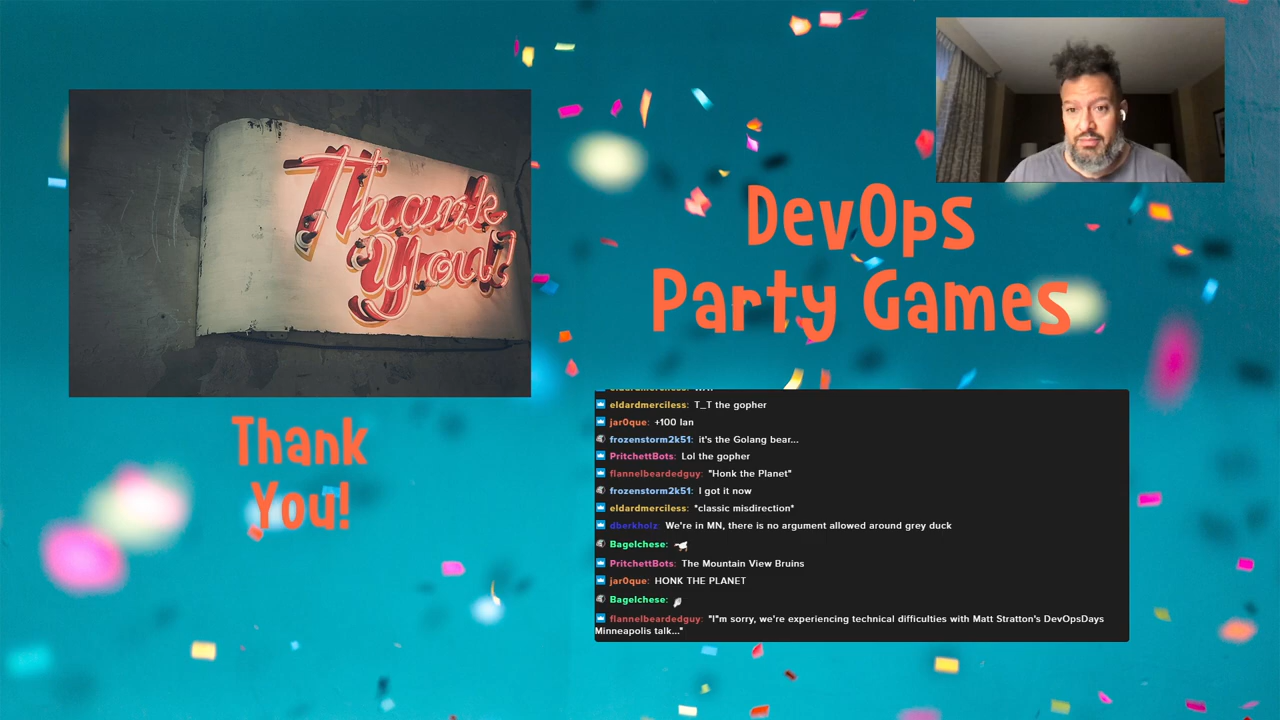 Thank
you!
DevOps
Party Games
Thank
You!
eldardmerciless: T_T the gopher
jar0que: +100 Ian
frozenstorm2k51: it's the Golang bear...
PritchettBots: Lol the gopher
flannelbeardedguy: "Honk the Planet"
frozenstorm2k51: I got it now
eldardmerciless: *classic misdirection*
dberkholz: We're in MN, there is no argument allowed around grey duck
Bagelchese:
PritchettBots: The Mountain View Bruins
jar0que: HONK THE PLANET
Bagelchese:
flannelbeardedguy: "I"m sorry, we're experiencing technical difficulties with Matt Stratton's DevOpsDays
Minneapolis talk..."